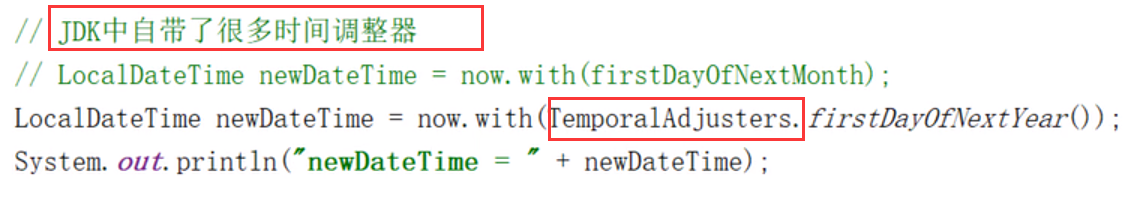 // JDK中自带了很多时间调整器
// LocalDateTime newDateTime = now.with(firstDayOfNextMonth);
LocalDateTime newDateTime = now.with(TemporalAdjusters.firstDayOfNextYear());
System.out.println("newDateTime = " + newDateTime);